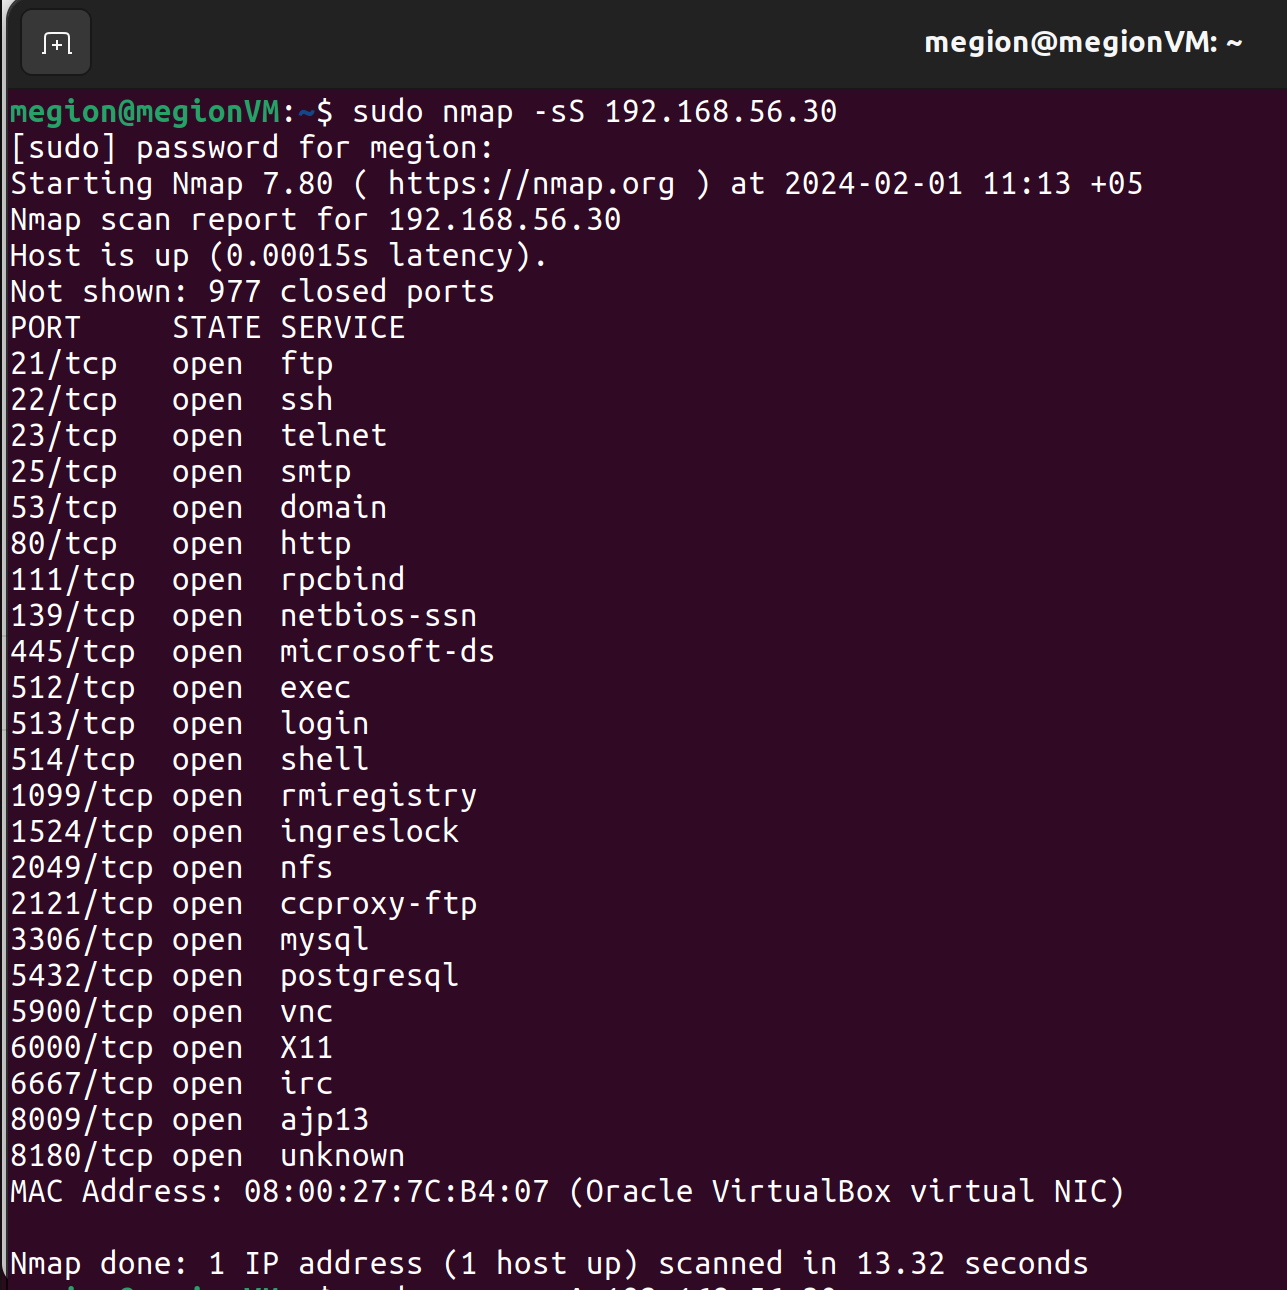 megion@megionVM: ~
megion@megionVM:~$ sudo nmap -sS 192.168.56.30
[sudo] password for megion:
Starting Nmap 7.80 ( https://nmap.org ) at 2024-02-01 11:13 +05
Nmap scan report for 192.168.56.30
Host is up (0.00015s latency).
Not shown: 977 closed ports
PORT     STATE SERVICE
21/tcp   open  ftp
22/tcp   open  ssh
23/tcp   open  telnet
25/tcp   open  smtp
53/tcp   open  domain
80/tcp   open  http
111/tcp  open  rpcbind
139/tcp  open  netbios-ssn
445/tcp  open  microsoft-ds
512/tcp  open  exec
513/tcp  open  login
514/tcp  open  shell
1099/tcp open  rmiregistry
1524/tcp open  ingreslock
2049/tcp open  nfs
2121/tcp open  ccproxy-ftp
3306/tcp open  mysql
5432/tcp open  postgresql
5900/tcp open  vnc
6000/tcp open  X11
6667/tcp open  irc
8009/tcp open  ajp13
8180/tcp open  unknown
MAC Address: 08:00:27:7C:B4:07 (Oracle VirtualBox virtual NIC)
Nmap done: 1 IP address (1 host up) scanned in 13.32 seconds